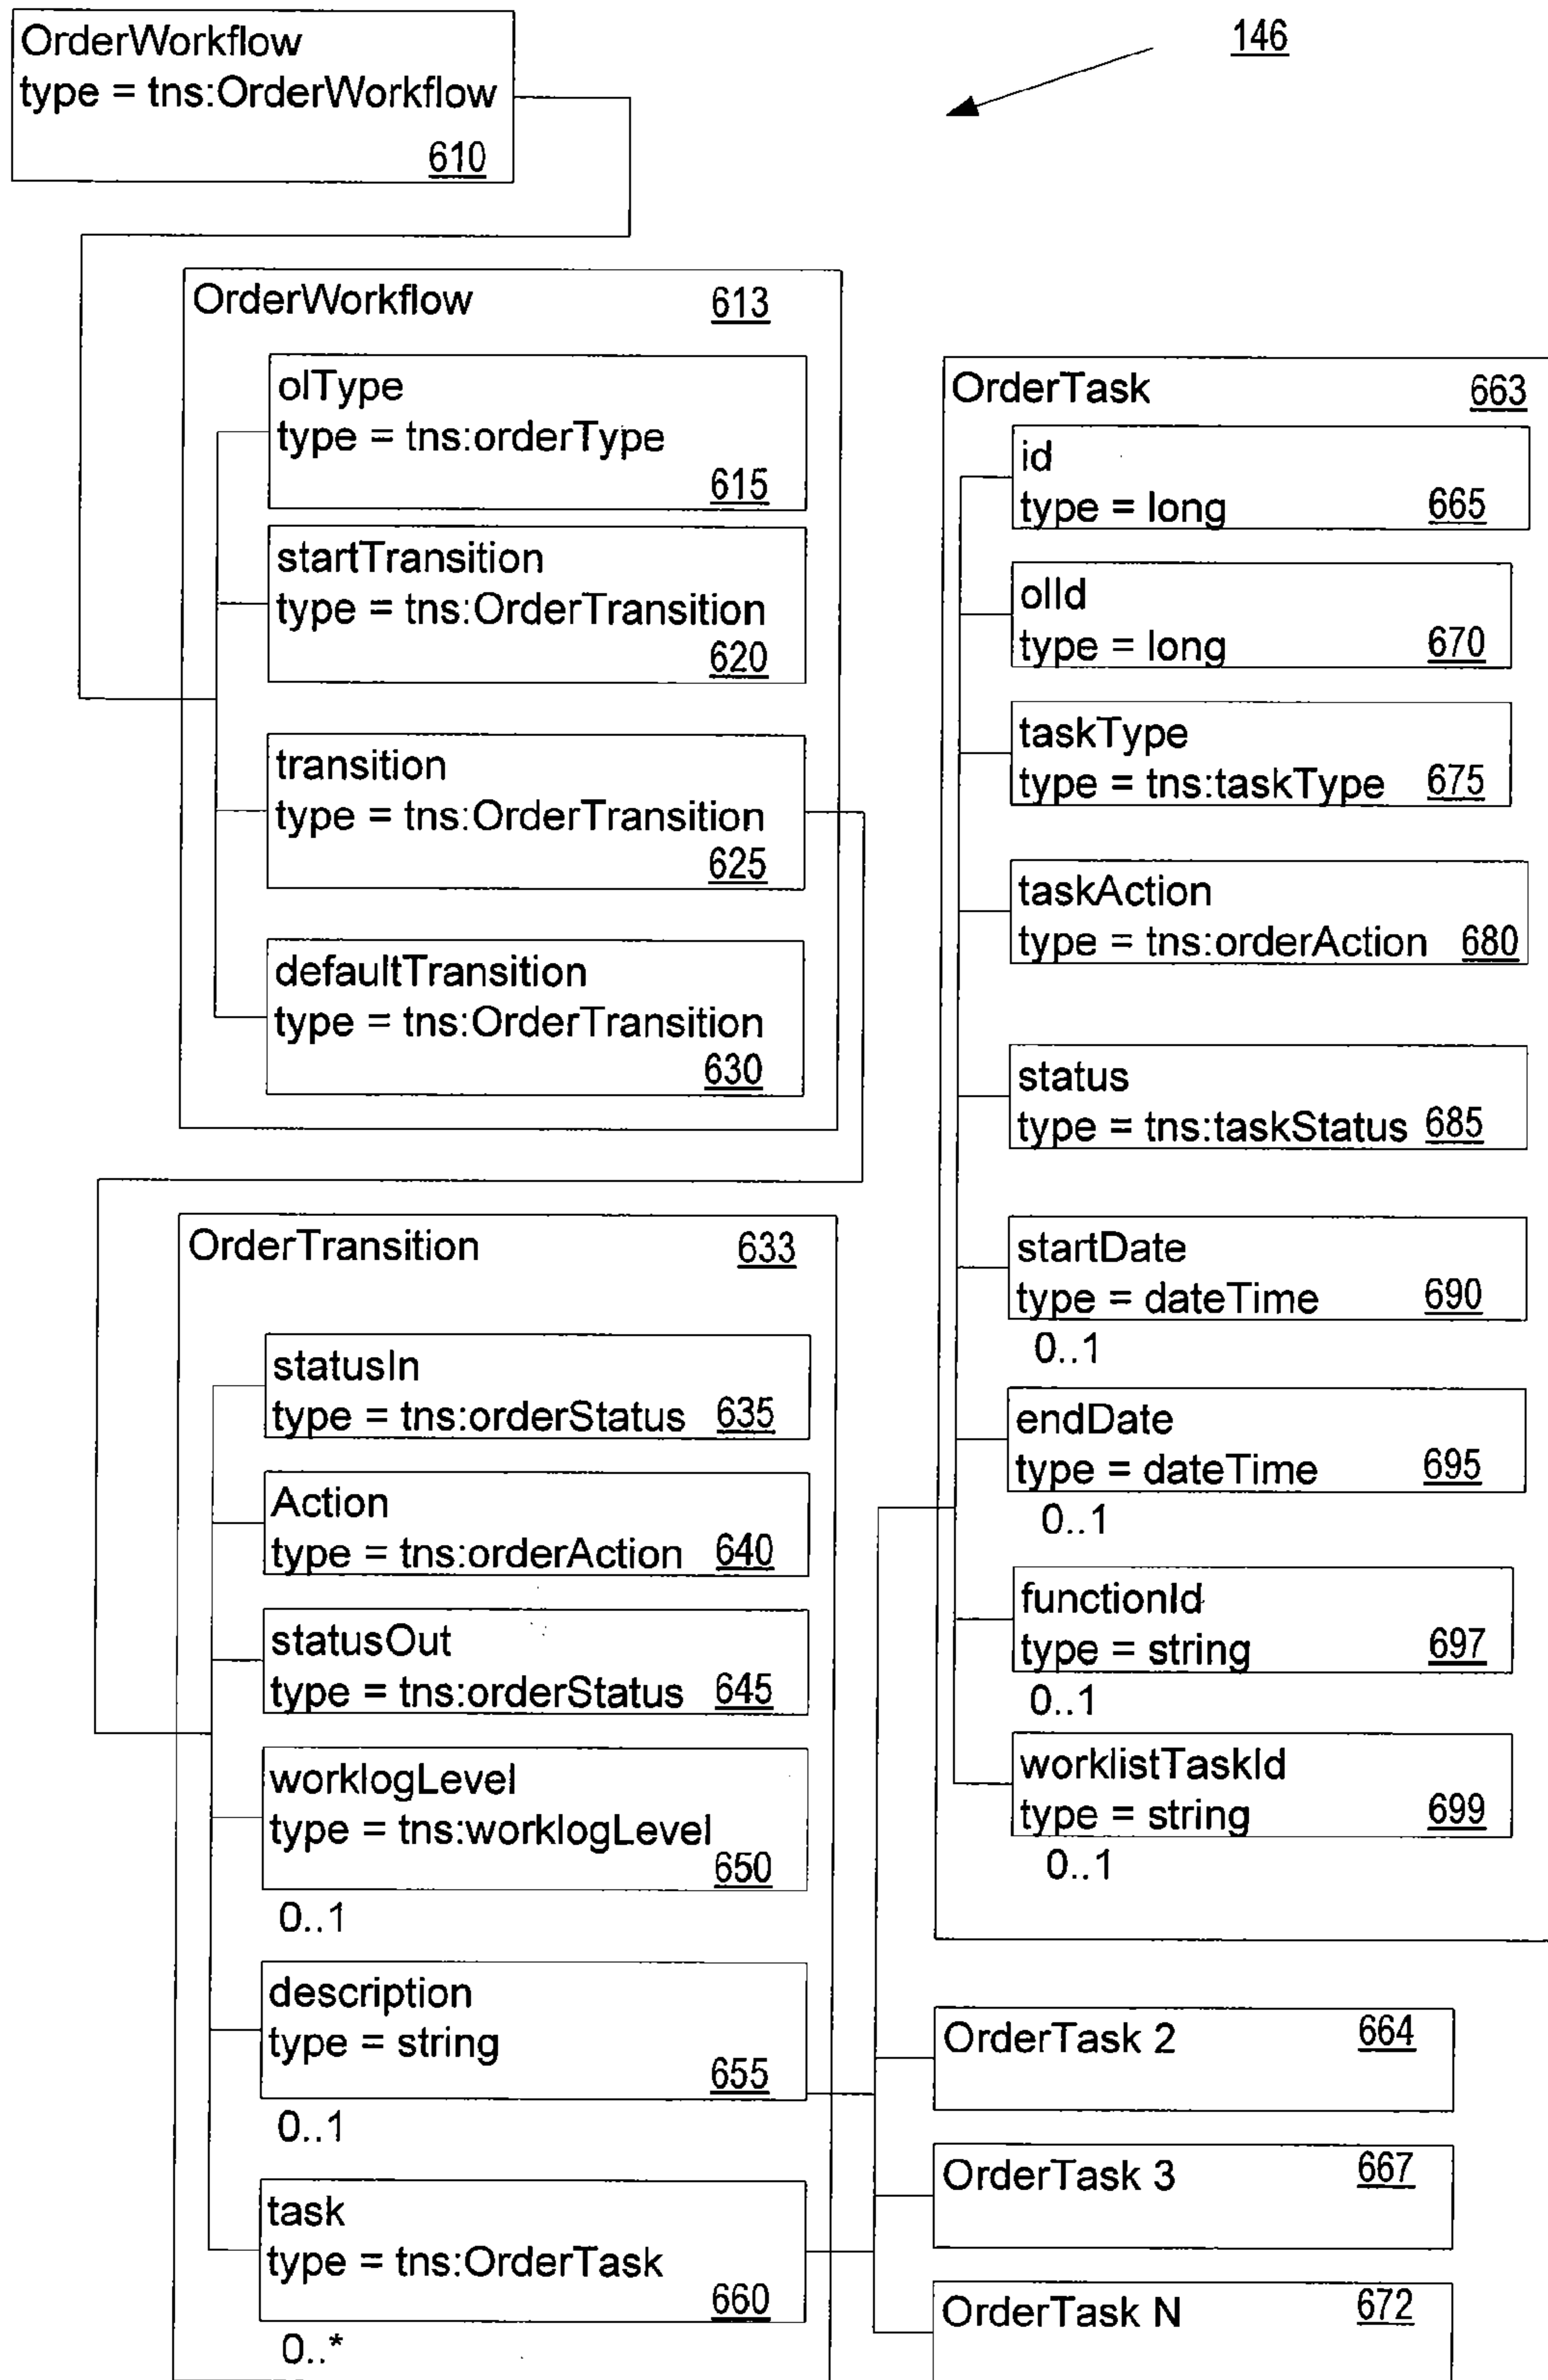 146
OrderWorkflow
type = tns:OrderWorkflow
610
OrderWorkflow 613
olType
type = tns:orderType
615
startTransition
type = tns:OrderTransition
620
transition
type = tns:OrderTransition
625
defaultTransition
type = tns:OrderTransition
630
OrderTransition 633
statusIn
type = tns:orderStatus 635
Action
type = tns:orderAction 640
statusOut
type = tns:orderStatus 645
worklogLevel
type = tns:worklogLevel
650
0..1
description
type = string
655
0..1
task
type = tns:OrderTask
660
0..*
OrderTask 663
id
type = long 665
olId
type = long 670
taskType
type = tns:taskType 675
taskAction
type = tns:orderAction 680
status
type = tns:taskStatus 685
startDate
type = dateTime 690
0..1
endDate
type = dateTime 695
0..1
functionId
type = string 697
0..1
worklistTaskId
type = string 699
0..1
OrderTask 2 664
OrderTask 3 667
OrderTask N 672